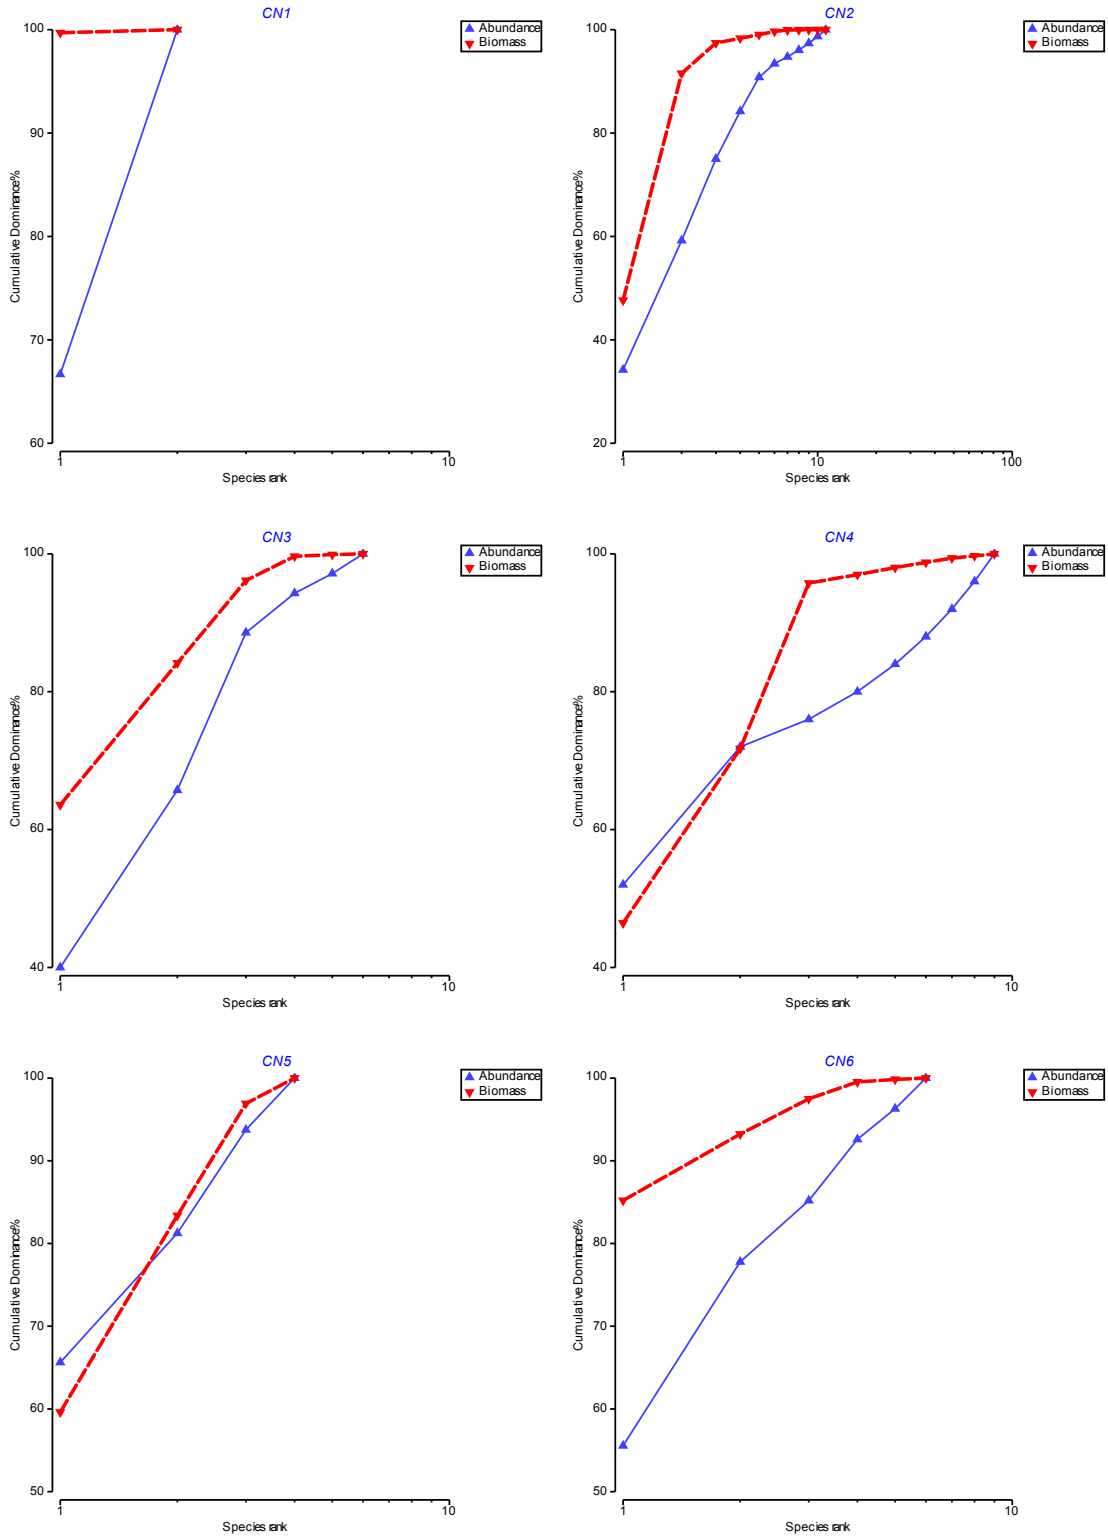 CN1
Abundance
Biomass
100
90
80
70
60
Cumulative Dominance%
1
10
Species rank
CN2
Abundance
Biomass
100
80
60
40
20
Cumulative Dominance%
1
10
100
Species rank
CN3
Abundance
Biomass
100
80
60
40
Cumulative Dominance%
1
10
Species rank
CN4
Abundance
Biomass
100
80
60
40
Cumulative Dominance%
1
10
Species rank
CN5
Abundance
Biomass
100
90
80
70
60
50
Cumulative Dominance%
1
10
Species rank
CN6
Abundance
Biomass
100
90
80
70
60
50
Cumulative Dominance%
1
10
Species rank